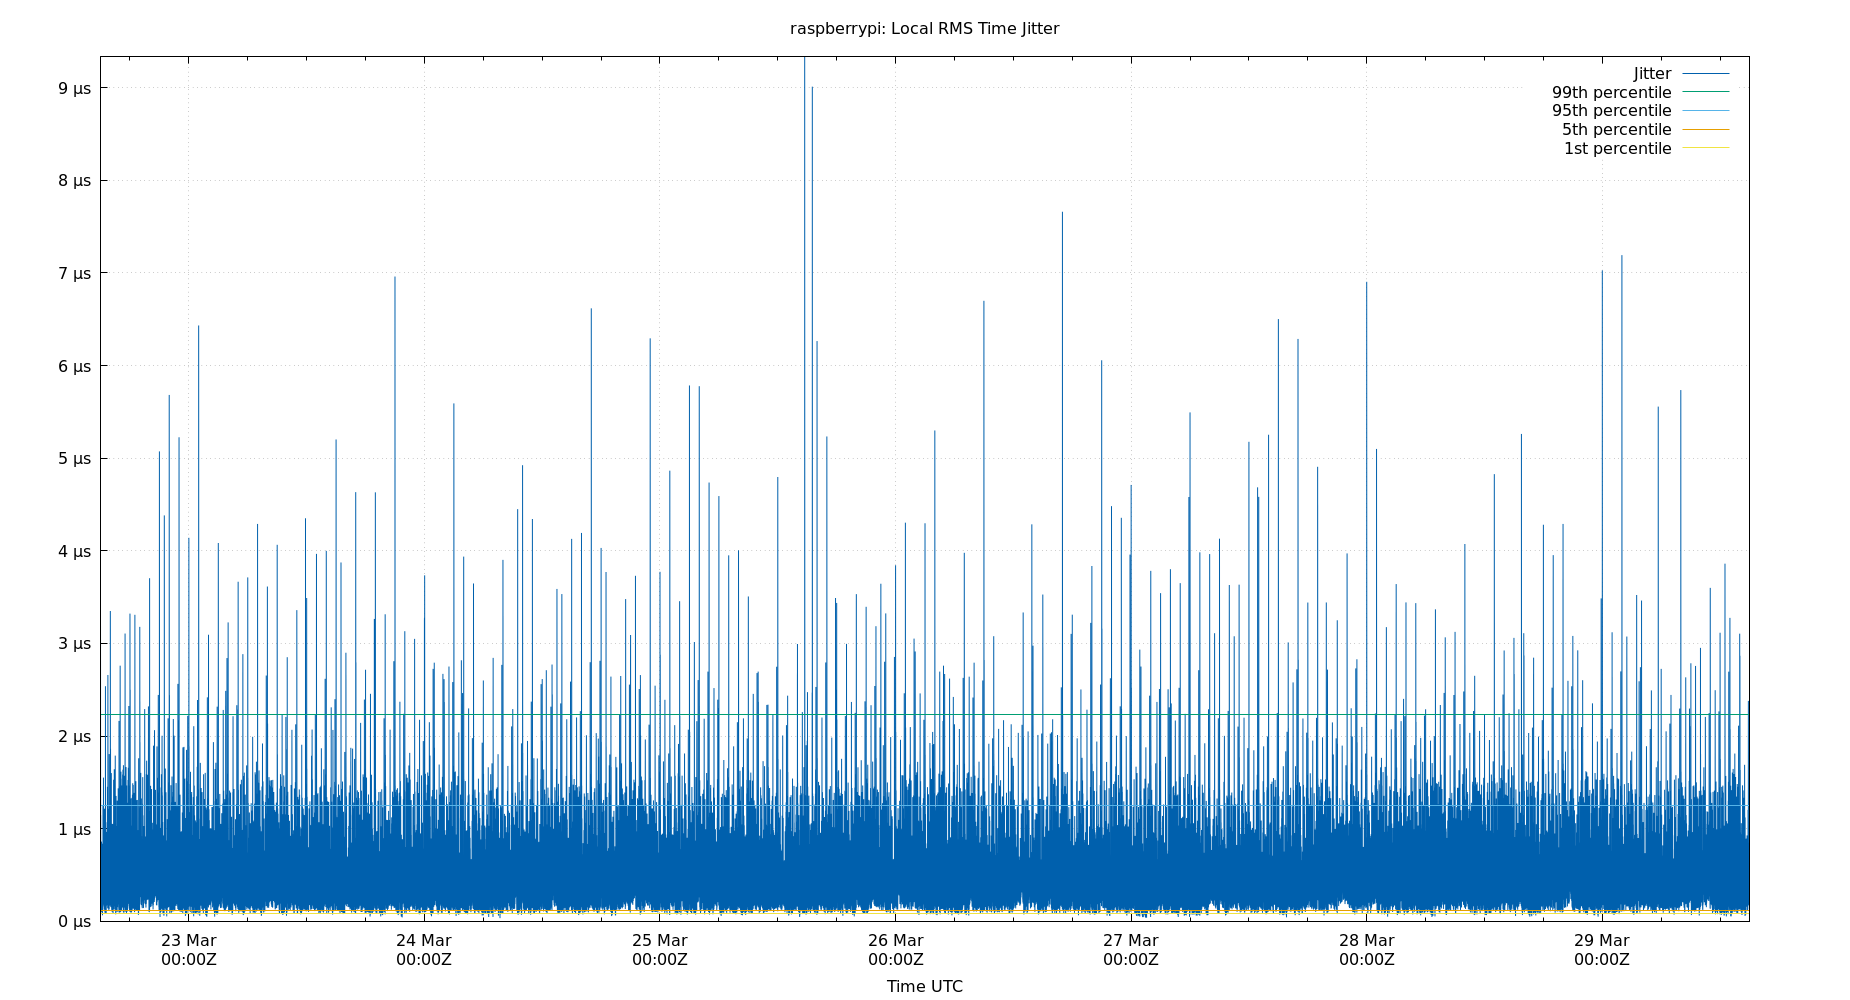 raspberrypi: Local RMS Time Jitter
Jitter
99th percentile
95th percentile
5th percentile
1st percentile
9 µs
8 µs
7 µs
6 µs
5 µs
4 µs
3 µs
2 µs
1 µs
0 µs
23 Mar 24 Mar 25 Mar 26 Mar 27 Mar 28 Mar 29 Mar
00:00Z 00:00Z 00:00Z 00:00Z 00:00Z 00:00Z 00:00Z
Time UTC